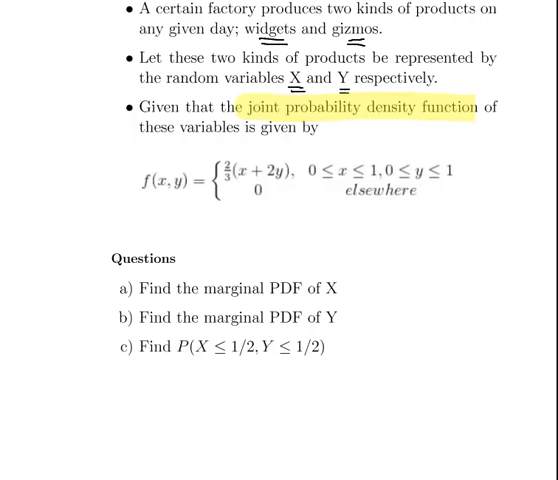 • A certain factory produces two kinds of products on
any given day; widgets and gizmos.
• Let these two kinds of products be represented by
the random variables X and Y respectively.
• Given that the joint probability density function of
these variables is given by
f(x, y) = { 2/3(x + 2y), 0 ≤ x ≤ 1, 0 ≤ y ≤ 1
0 elsewhere
Questions
a) Find the marginal PDF of X
b) Find the marginal PDF of Y
c) Find P(X ≤ 1/2, Y ≤ 1/2)